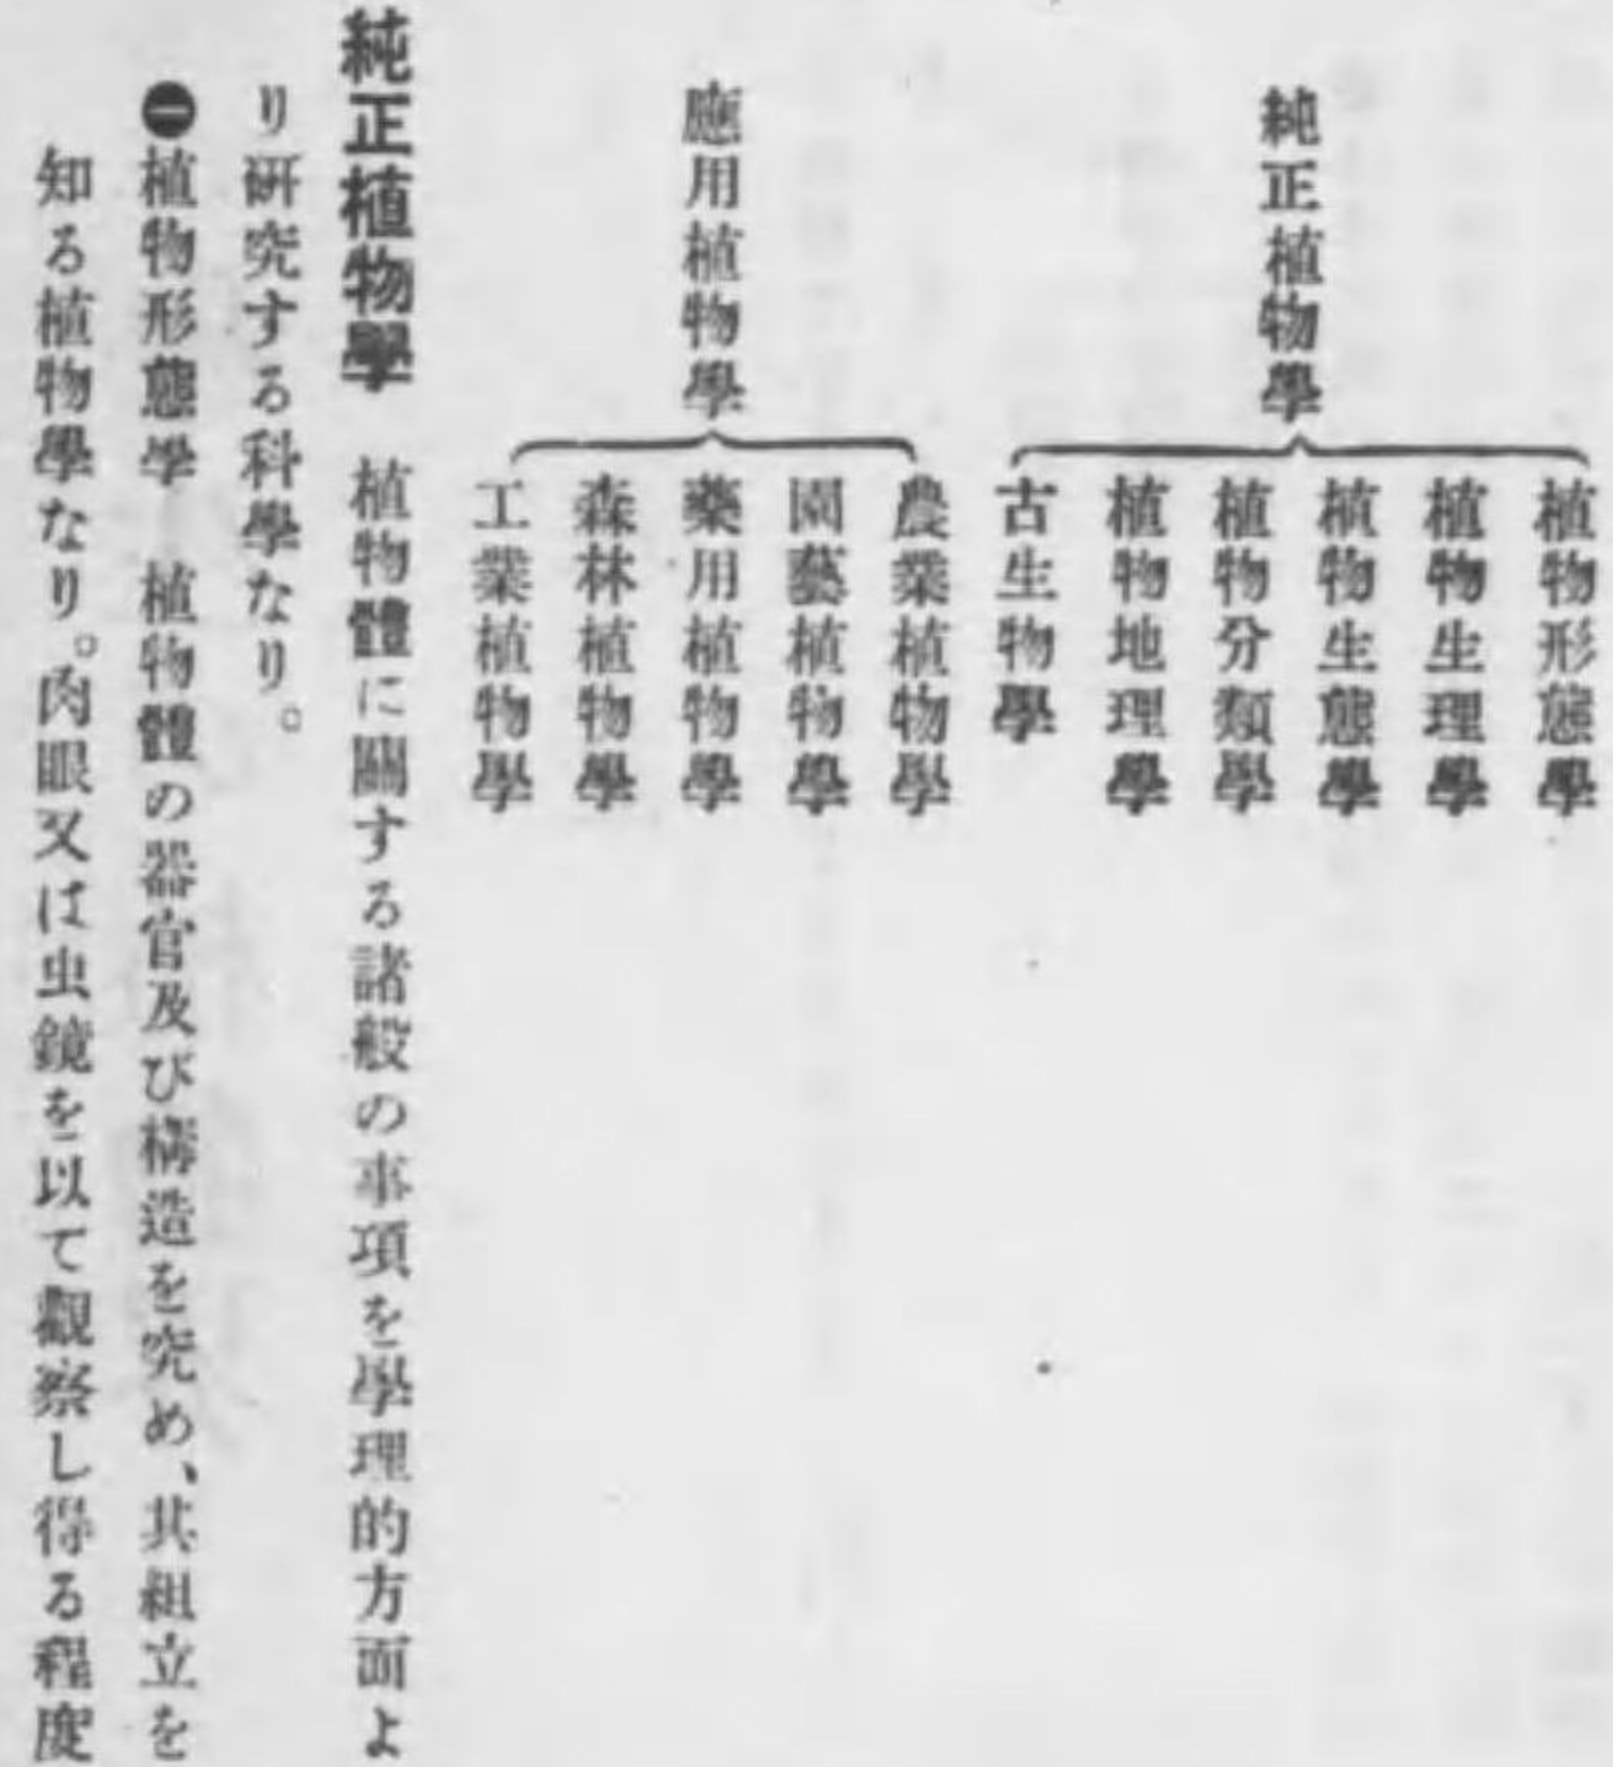 純正植物學
植物形態學
植物生理學
植物生態學
植物分類學
植物地理學
古生物學
應用植物學
農業植物學
園藝植物學
藥用植物學
森林植物學
工業植物學
純正植物學　植物體に關する諸般の事項を學理的方面よ
り研究する科學なり。
㊀植物形態學　植物體の器官及び構造を究め、其組立を
知る植物學なり。肉眼又は虫鏡を以て觀察し得る程度